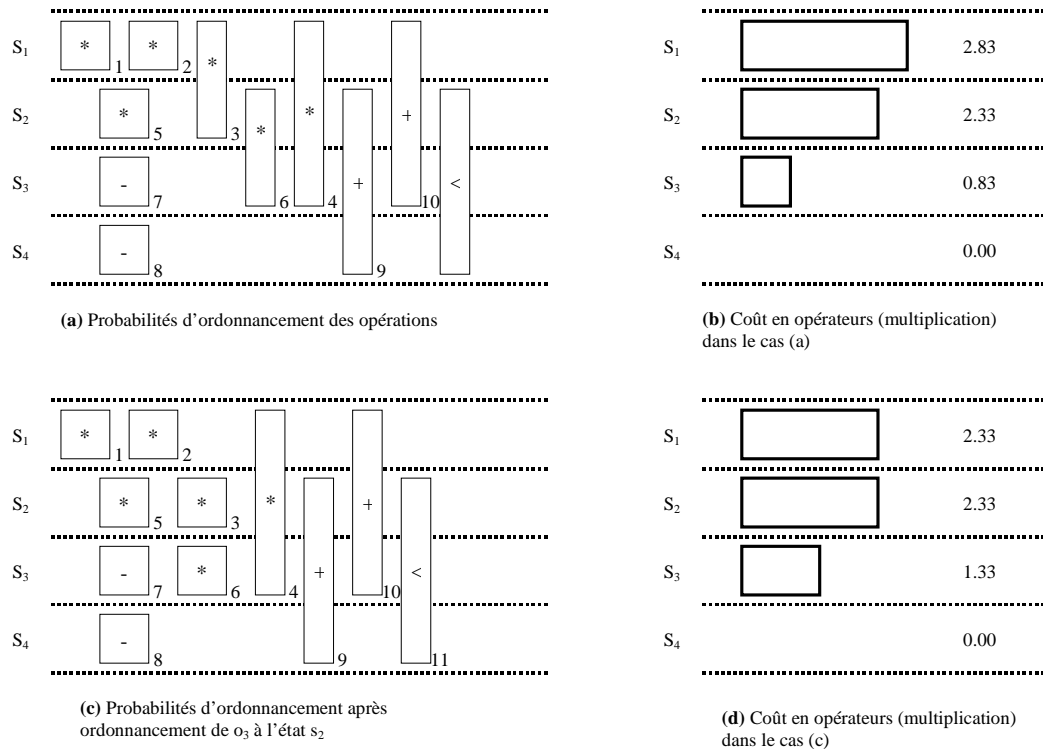 S1 * 1 * 2 * 3 * 4 + 10
S2 * 5 * 6 + 9 <
S3 - 7
S4 - 8
(a) Probabilités d'ordonnancement des opérations
S1 2.83
S2 2.33
S3 0.83
S4 0.00
(b) Coût en opérateurs (multiplication)
dans le cas (a)
S1 * 1 * 2
S2 * 5 * 3 * 4 + 10
S3 - 7 * 6 + 9 < 11
S4 - 8
(c) Probabilités d'ordonnancement après
ordonnancement de o3 à l'état s2
S1 2.33
S2 2.33
S3 1.33
S4 0.00
(d) Coût en opérateurs (multiplication)
dans le cas (c)